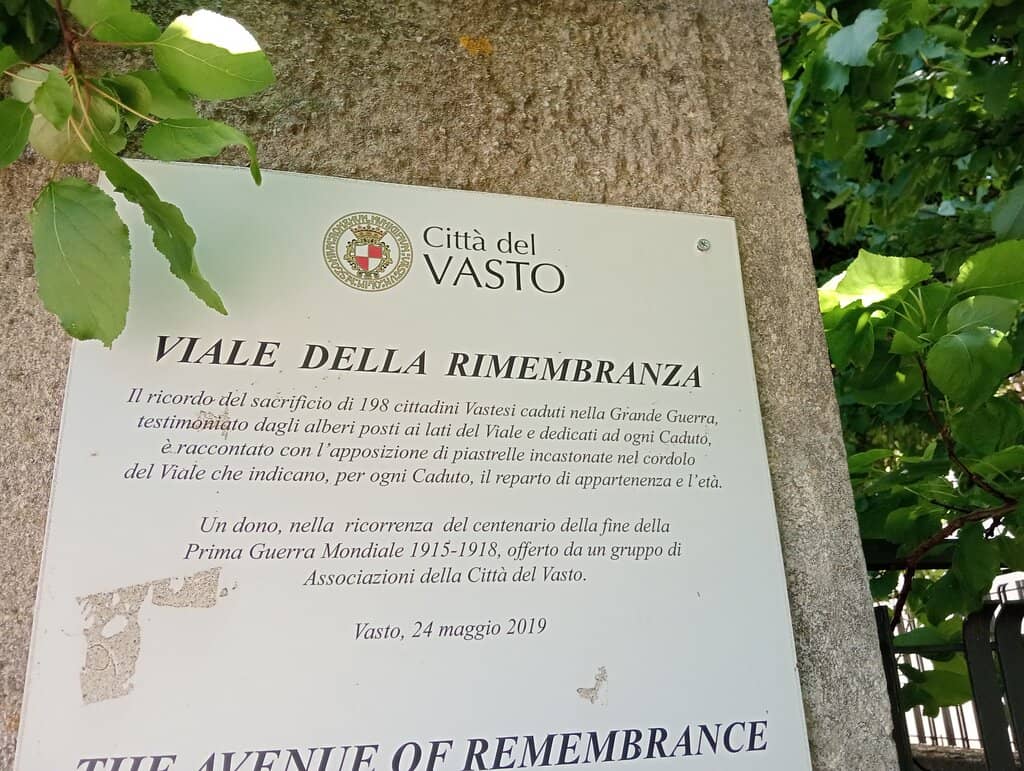 Città del
VASTO
VIALE DELLA RIMEMBRANZA
Il ricordo del sacrificio di 198 cittadini Vastesi caduti nella Grande Guerra,
testimoniato dagli alberi posti ai lati del Viale e dedicati ad ogni Caduto,
è raccontato con l'apposizione di piastrelle incastonate nel cordolo
del Viale che indicano, per ogni Caduto, il reparto di appartenenza e l'età.
Un dono, nella ricorrenza del centenario della fine della
Prima Guerra Mondiale 1915-1918, offerto da un gruppo di
Associazioni della Città del Vasto.
Vasto, 24 maggio 2019
THE AVENUE OF REMEMBRANCE